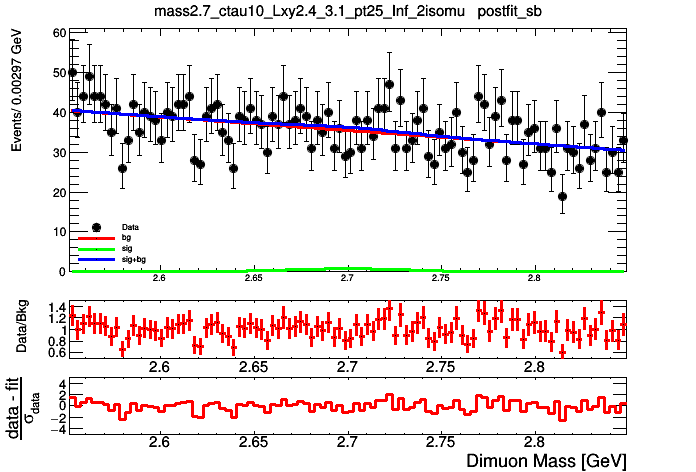 mass2.7_ctau10_Lxy2.4_3.1_pt25_Inf_2isomu postfit_sb
Events/ 0.00297 GeV
60
50
40
30
20
10
0
Data
bg
sig
sig+bg
2.6 2.65 2.7 2.75 2.8
Data/Bkg
1.4
1.2
1
0.8
0.6
2.6 2.65 2.7 2.75 2.8
data - fit
σdata
4
2
0
−2
−4
2.6 2.65 2.7 2.75 2.8
Dimuon Mass [GeV]